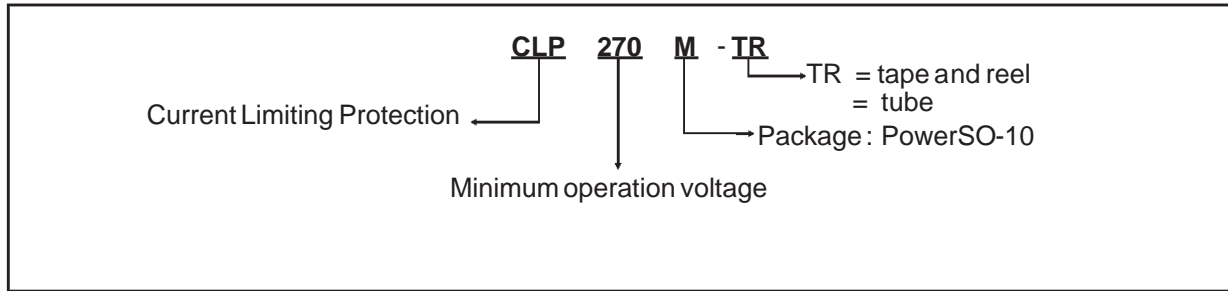 CLP 270 M - TR
TR = tape and reel
= tube
Current Limiting Protection
Package : PowerSO-10
Minimum operation voltage